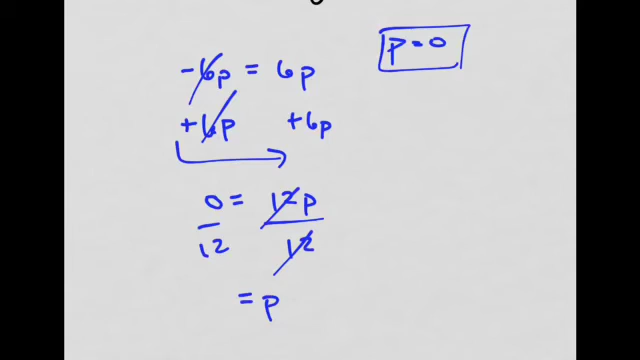 -6p = 6p
+6p +6p
0 = 12p
12 12
= p
p = 0